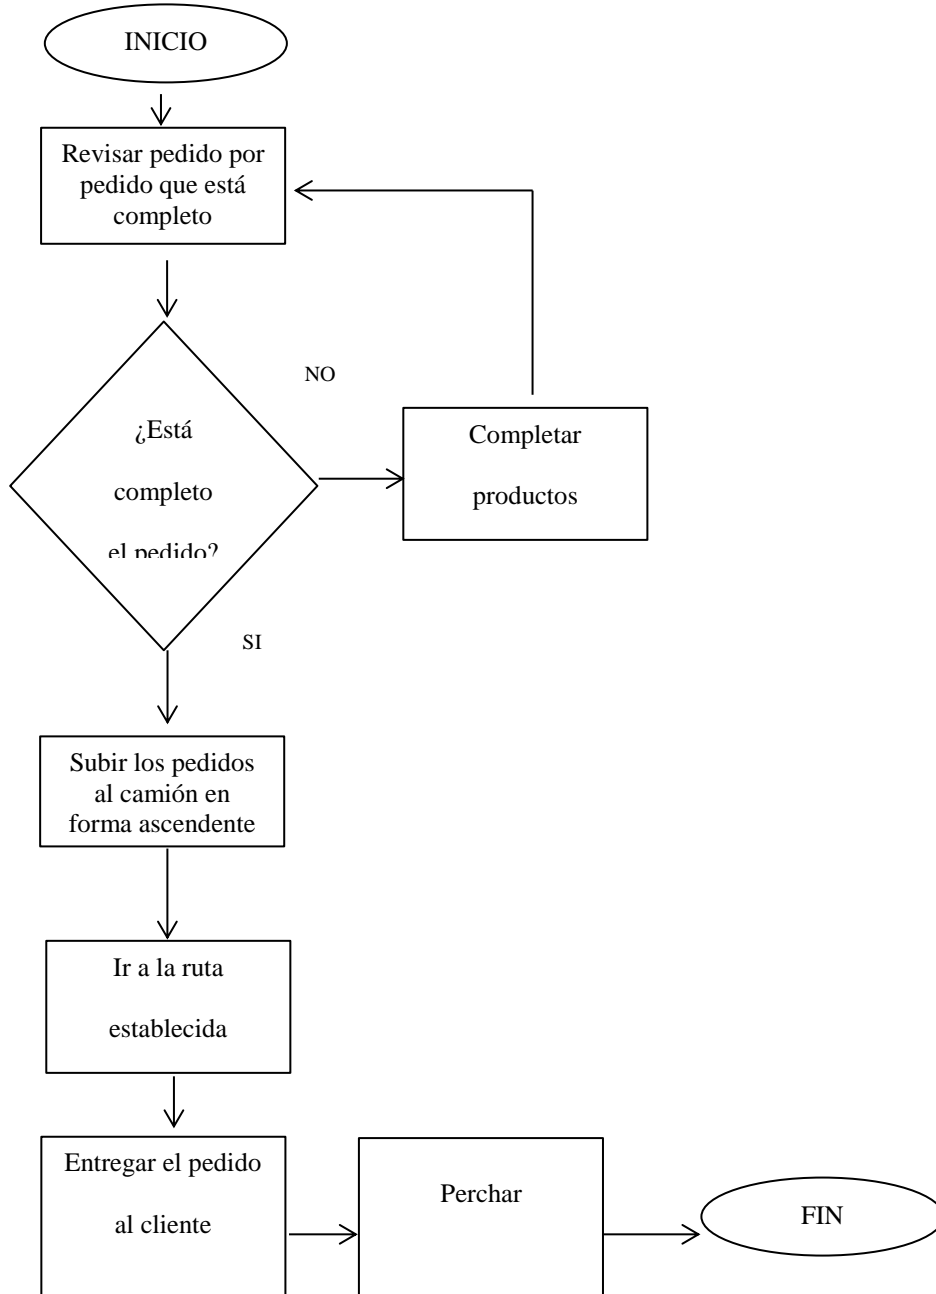 INICIO
Revisar pedido por
pedido que está
completo
NO
¿Está
completo
el pedido?
Completar
productos
SI
Subir los pedidos
al camión en
forma ascendente
Ir a la ruta
establecida
Entregar el pedido
al cliente
Perchar
FIN